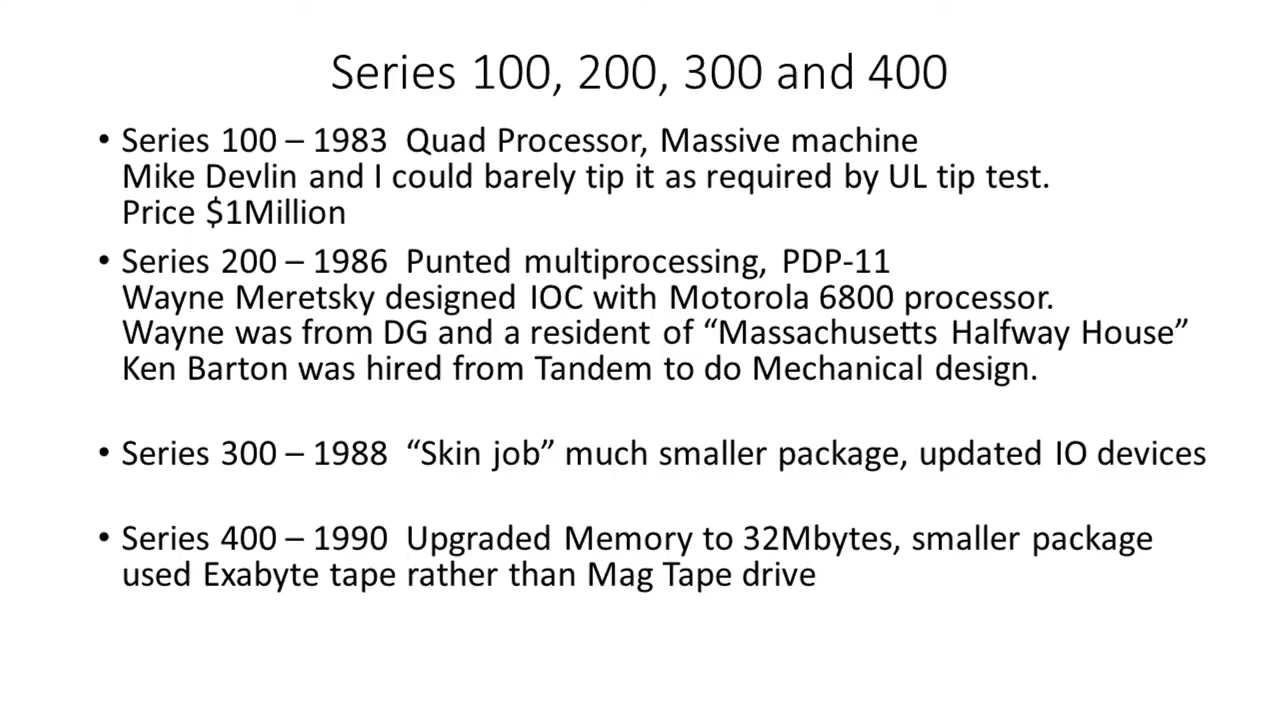 Series 100, 200, 300 and 400
• Series 100 – 1983  Quad Processor, Massive machine
Mike Devlin and I could barely tip it as required by UL tip test.
Price $1Million
• Series 200 – 1986  Punted multiprocessing, PDP-11
Wayne Meretsky designed IOC with Motorola 6800 processor.
Wayne was from DG and a resident of “Massachusetts Halfway House”
Ken Barton was hired from Tandem to do Mechanical design.
• Series 300 – 1988  “Skin job” much smaller package, updated IO devices
• Series 400 – 1990  Upgraded Memory to 32Mbytes, smaller package
used Exabyte tape rather than Mag Tape drive